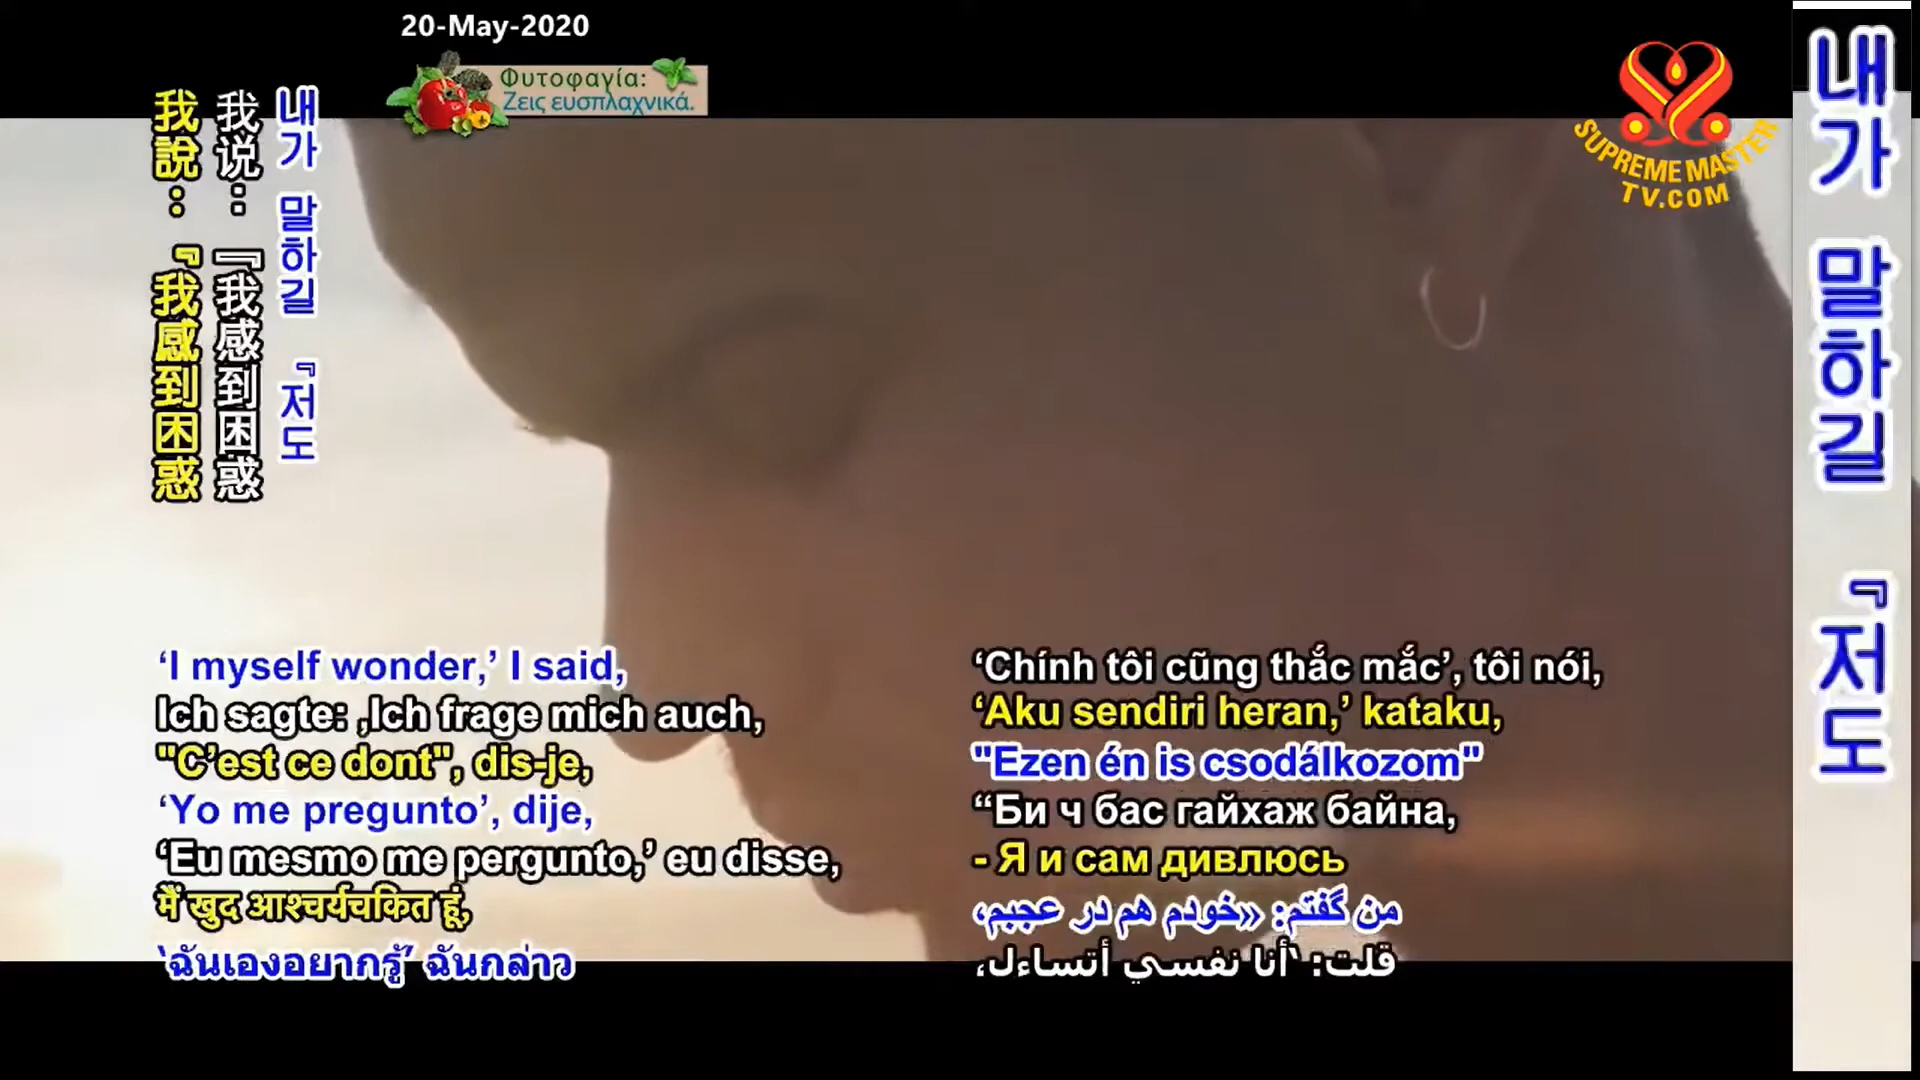 20-May-2020
Φυτοφαγία:
Ζεις ευσπλαχνικά.
SUPREME MASTER
TV.COM
我說：『我感到困惑
我说：『我感到困惑
내가 말하길 『저도
내가 말하길 『저도
‘I myself wonder,’ I said,
Ich sagte: ‚Ich frage mich auch,
"C’est ce dont", dis-je,
‘Yo me pregunto’, dije,
‘Eu mesmo me pergunto,’ eu disse,
मैं खुद आश्चर्यचकित हूं,
‘ฉันเองอยากรู้’ ฉันกล่าว
‘Chính tôi cũng thắc mắc’, tôi nói,
‘Aku sendiri heran,’ kataku,
"Ezen én is csodálkozom"
“Би ч бас гайхаж байна,
- Я и сам дивлюсь
من گفتم: «خودم هم در عجبم،
قلت: ‘أنا نفسي أتساءل،